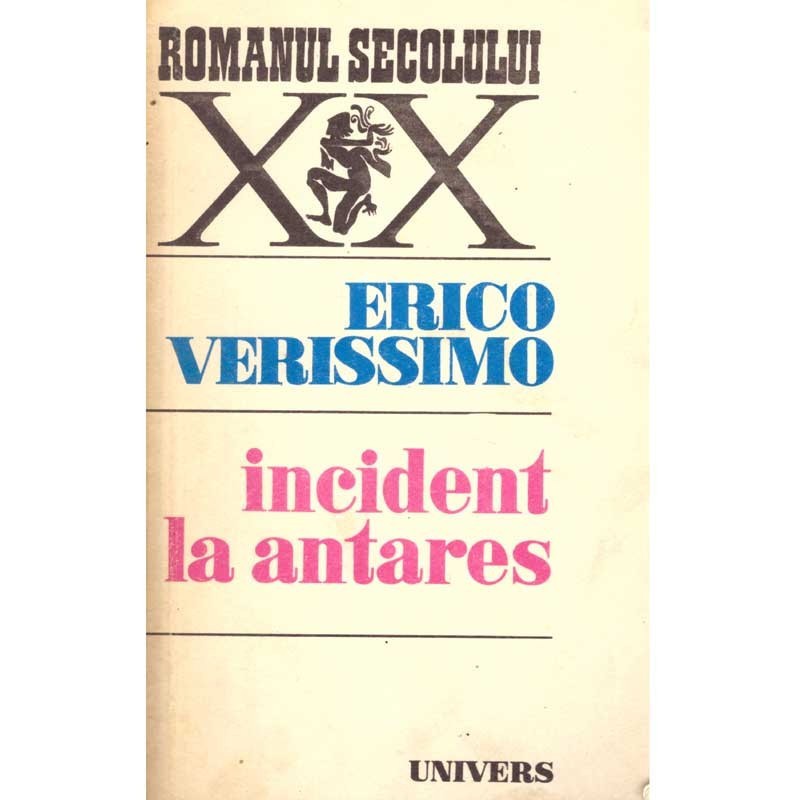 ROMANUL SECOLULUI
XX
ERICO
VERISSIMO
incident
la antares
UNIVERS